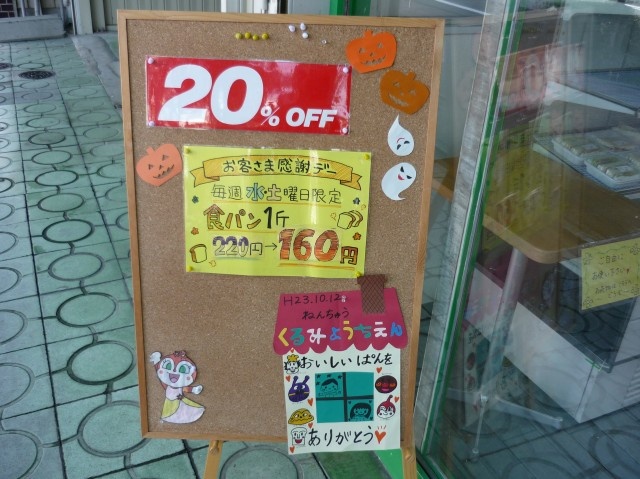 20% OFF
お客さま感謝デー
毎週水土曜日限定
食パン1斤
220円→160円
H23.10.12
ねんちゅう
くるみようちえん
おいしいぱんを
ありがとう